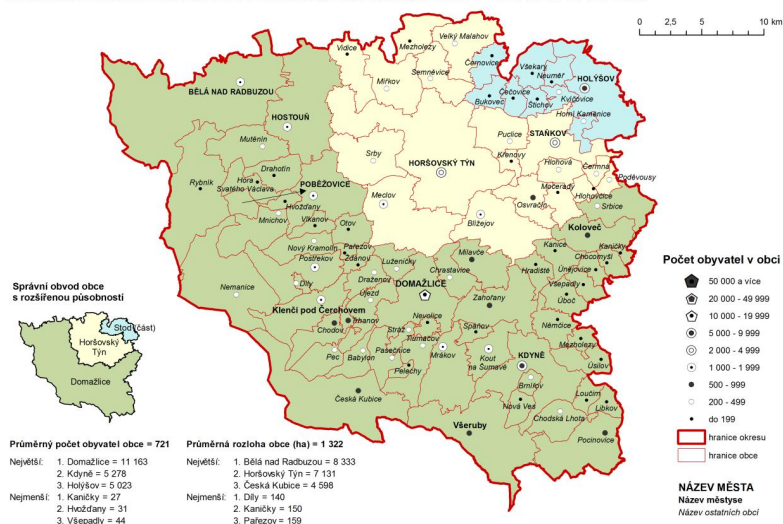 0 2,5 5 10 km
Velký Malahov
Vidice
Mezholezy
Semněvice
Černovice
Všekary
Neuměř
HOLÝŠOV
BĚLÁ NAD RADBUZOU
Mířkov
Bukovec
Čečovice
Štichov
Kvíčovice
Horní Kamenice
HOSTOUŇ
Mutěnín
Puclice
STAŇKOV
Srby
HORŠOVSKÝ TÝN
Křenovy
Hlohová
Čermná
Poděvousy
Rybník
Drahotín
Hora
Svatého Václava
POBĚŽOVICE
Hvožďany
Meclov
Močerady
Hlohovčice
Srbice
Osvračín
Mnichov
Vlkanov
Otov
Blížejov
Koloveč
Nový Kramolín
Pařezov
Milavče
Kanice
Chocomyšl
Kaničky
Postřekov
Ždánov
Luženičky
Chrastavice
Hradiště
Únějovice
Nemanice
Díly
Draženov
DOMAŽLICE
Všepadly
Újezd
Zahořany
Úboč
Klenčí pod Čerchovem
Trhanov
Nevolice
Spáňov
Němčice
Chodov
Stráž
Tlumačov
Mezholezy
Pec
Babylon
Pasečnice
Mrákov
Kout
na Šumavě
KDYNĚ
Úsilov
Pelechy
Brnířov
Loučim
Libkov
Česká Kubice
Nová Ves
Chodská Lhota
Všeruby
Pocinovice
Správní obvod obce
s rozšířenou působností
Stod (část)
Horšovský
Týn
Domažlice
Počet obyvatel v obci
50 000 a více
20 000 - 49 999
10 000 - 19 999
5 000 - 9 999
2 000 - 4 999
1 000 - 1 999
500 - 999
200 - 499
do 199
hranice okresu
hranice obce
NÁZEV MĚSTA
Název městyse
Název ostatních obcí
Průměrný počet obyvatel obce = 721
Největší: 1. Domažlice = 11 163
2. Kdyně = 5 278
3. Holýšov = 5 023
Nejmenší: 1. Kaničky = 27
2. Hvožďany = 31
3. Všepadly = 44
Průměrná rozloha obce (ha) = 1 322
Největší: 1. Bělá nad Radbuzou = 8 333
2. Horšovský Týn = 7 131
3. Česká Kubice = 4 598
Nejmenší: 1. Díly = 140
2. Kaničky = 150
3. Pařezov = 159